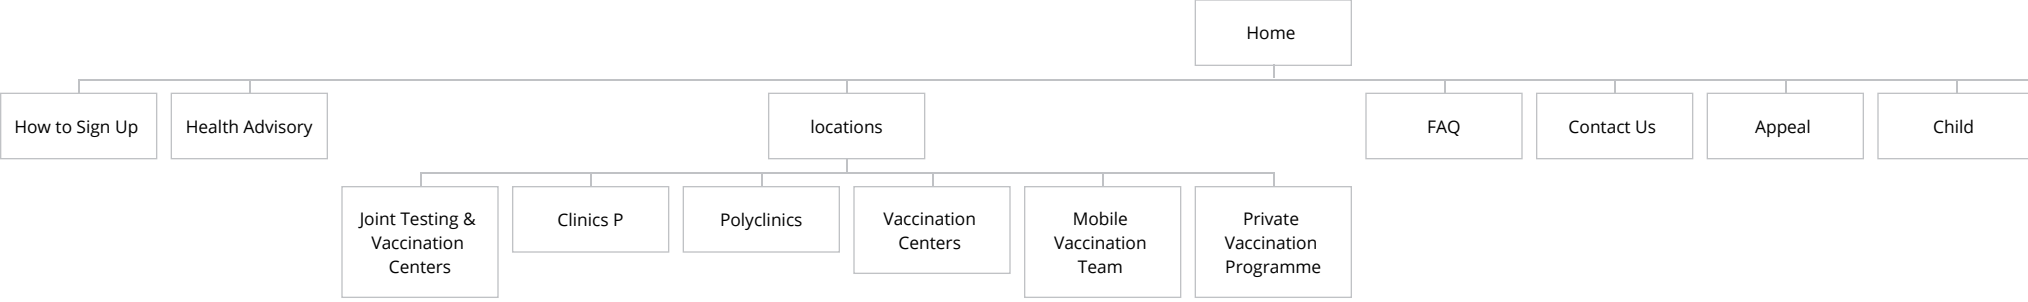 Home
How to Sign Up
Health Advisory
locations
FAQ
Contact Us
Appeal
Child
Joint Testing &
Vaccination
Centers
Clinics P
Polyclinics
Vaccination
Centers
Mobile
Vaccination
Team
Private
Vaccination
Programme